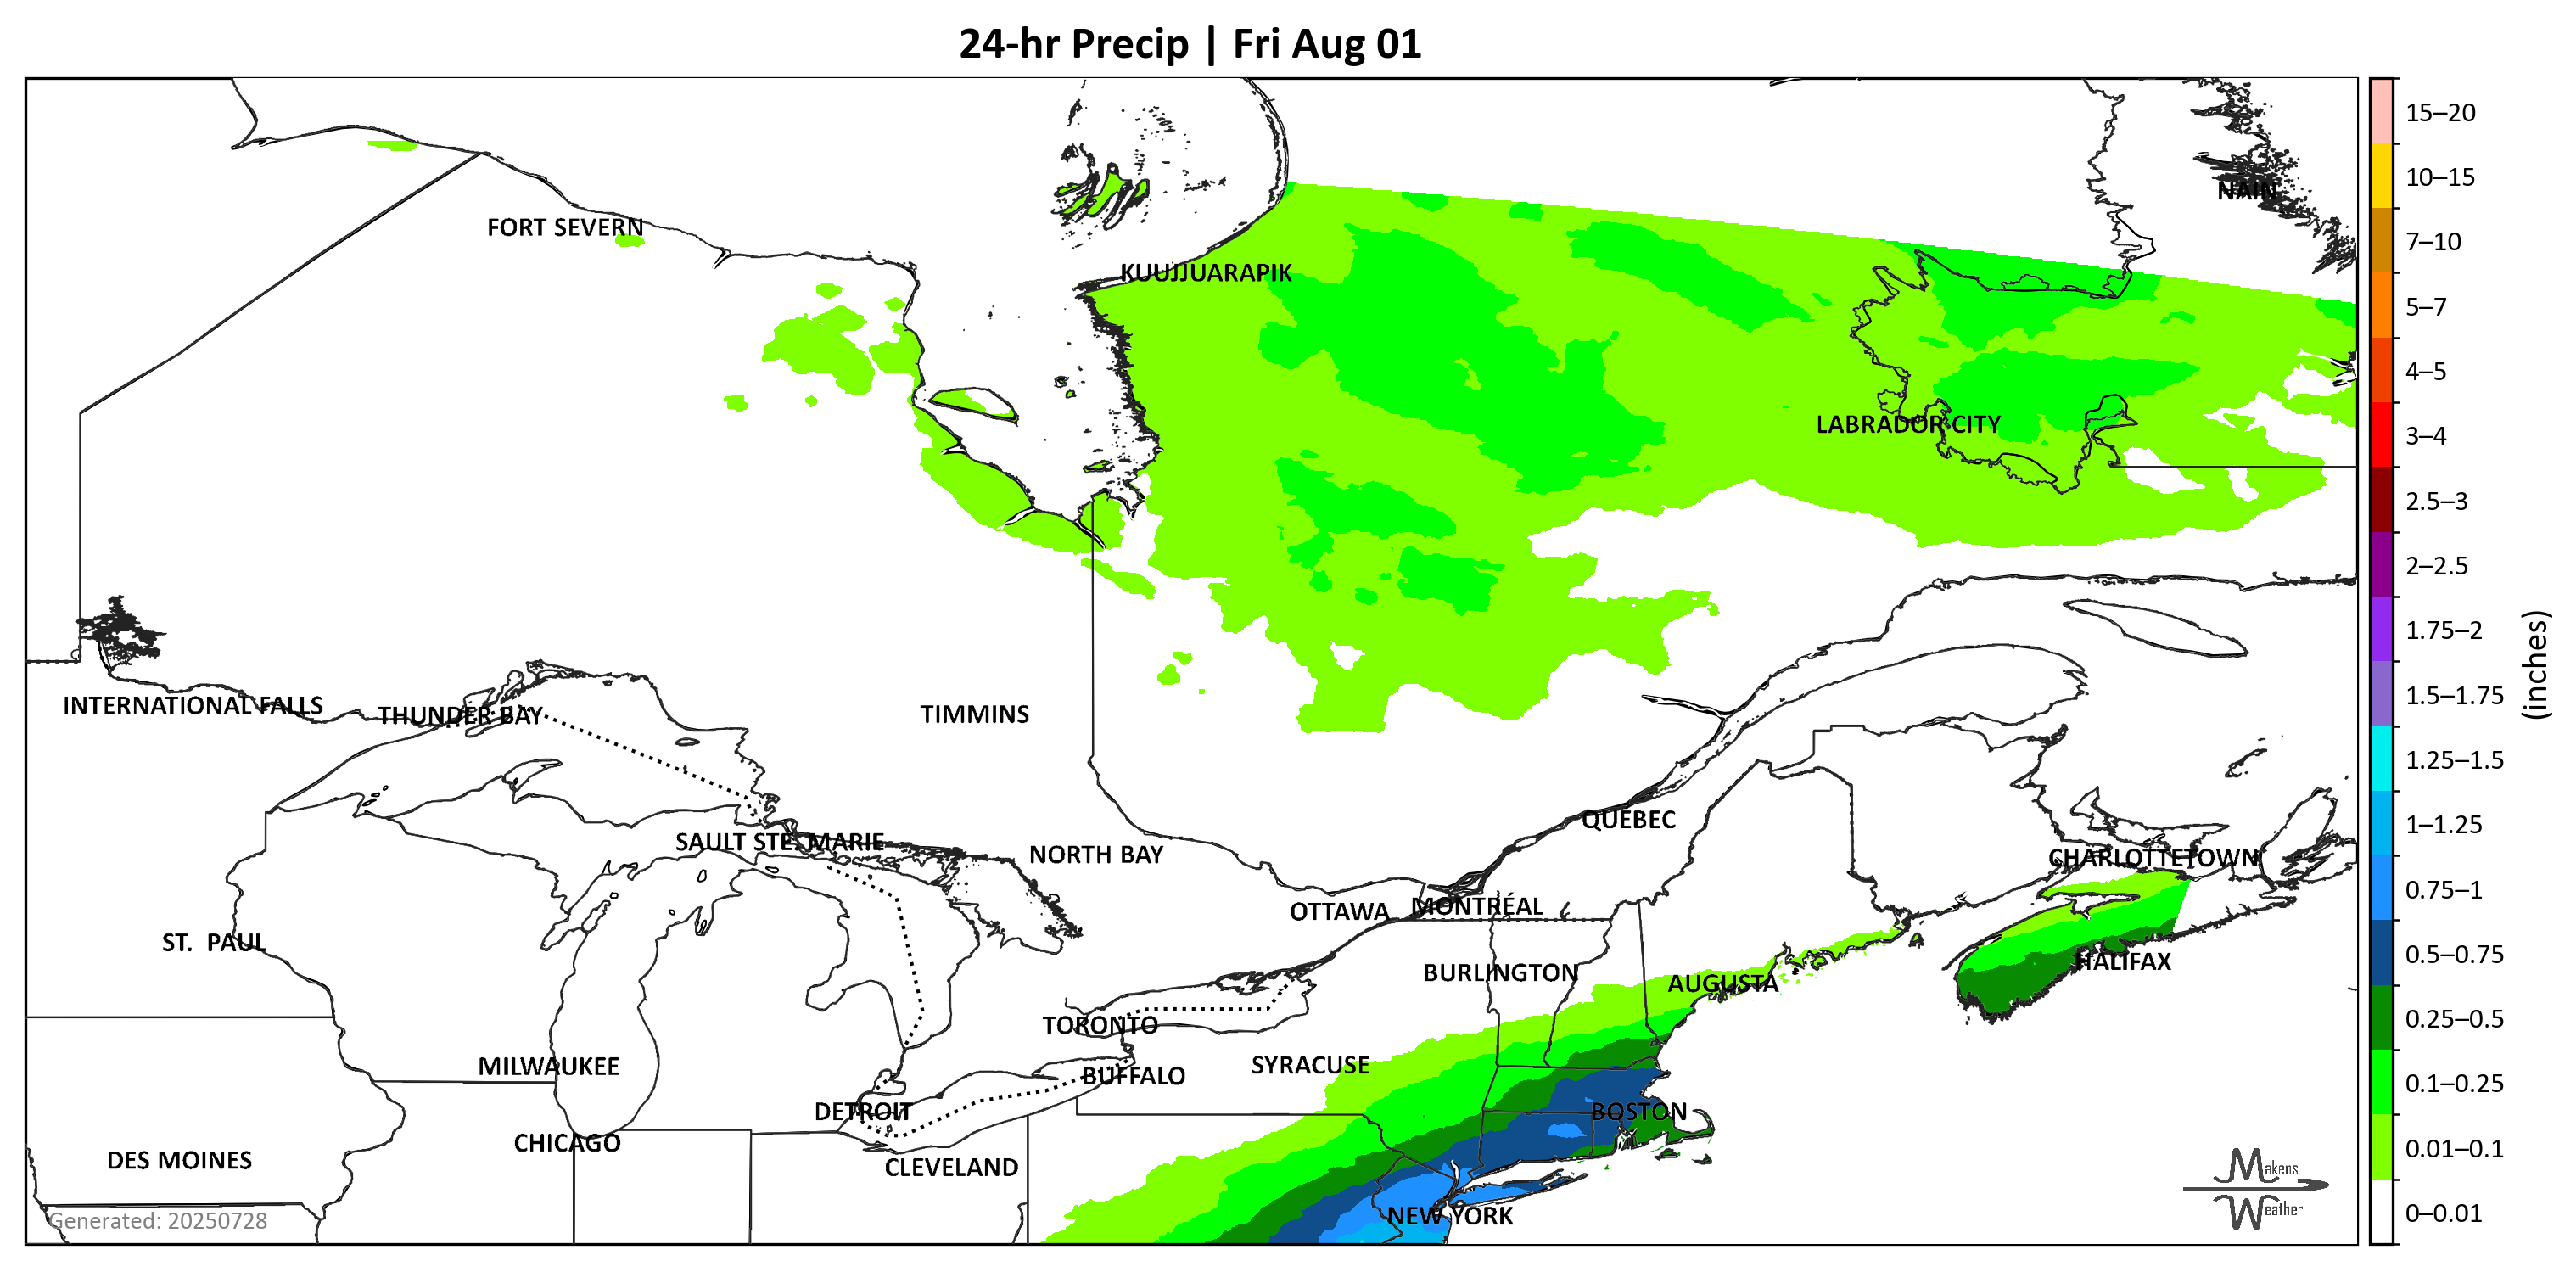 24-hr Precip | Fri Aug 01
15–20
10–15
NAIN
FORT SEVERN
7–10
KUUJJUARAPIK
5–7
4–5
LABRADOR CITY
3–4
2.5–3
2–2.5
1.75–2
(inches)
INTERNATIONAL FALLS
THUNDER BAY
TIMMINS
1.5–1.75
1.25–1.5
QUEBEC
1–1.25
SAULT STE. MARIE
NORTH BAY
CHARLOTTETOWN
0.75–1
OTTAWA
MONTRÉAL
ST. PAUL
HALIFAX
0.5–0.75
BURLINGTON
AUGUSTA
TORONTO
0.25–0.5
MILWAUKEE
SYRACUSE
BUFFALO
0.1–0.25
DETROIT
BOSTON
CHICAGO
0.01–0.1
DES MOINES
CLEVELAND
Makens
Weather
Generated: 20250728
NEW YORK
0–0.01